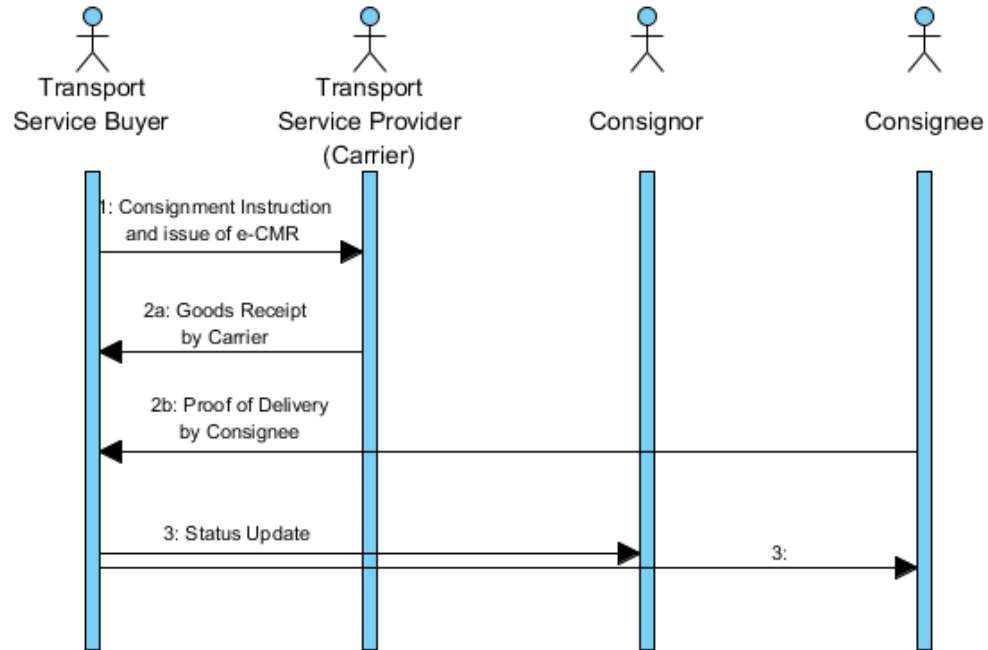 Transport
Service Buyer
Transport
Service Provider
(Carrier)
Consignor
Consignee
1: Consignment Instruction
and issue of e-CMR
2a: Goods Receipt
by Carrier
2b: Proof of Delivery
by Consignee
3: Status Update
3: